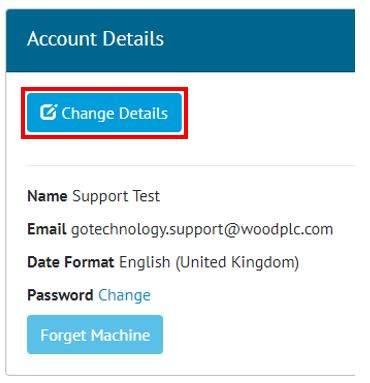 Account Details
Change Details
Name Support Test
Email gotechnology.support@woodplc.com
Date Format English (United Kingdom)
Password Change
Forget Machine